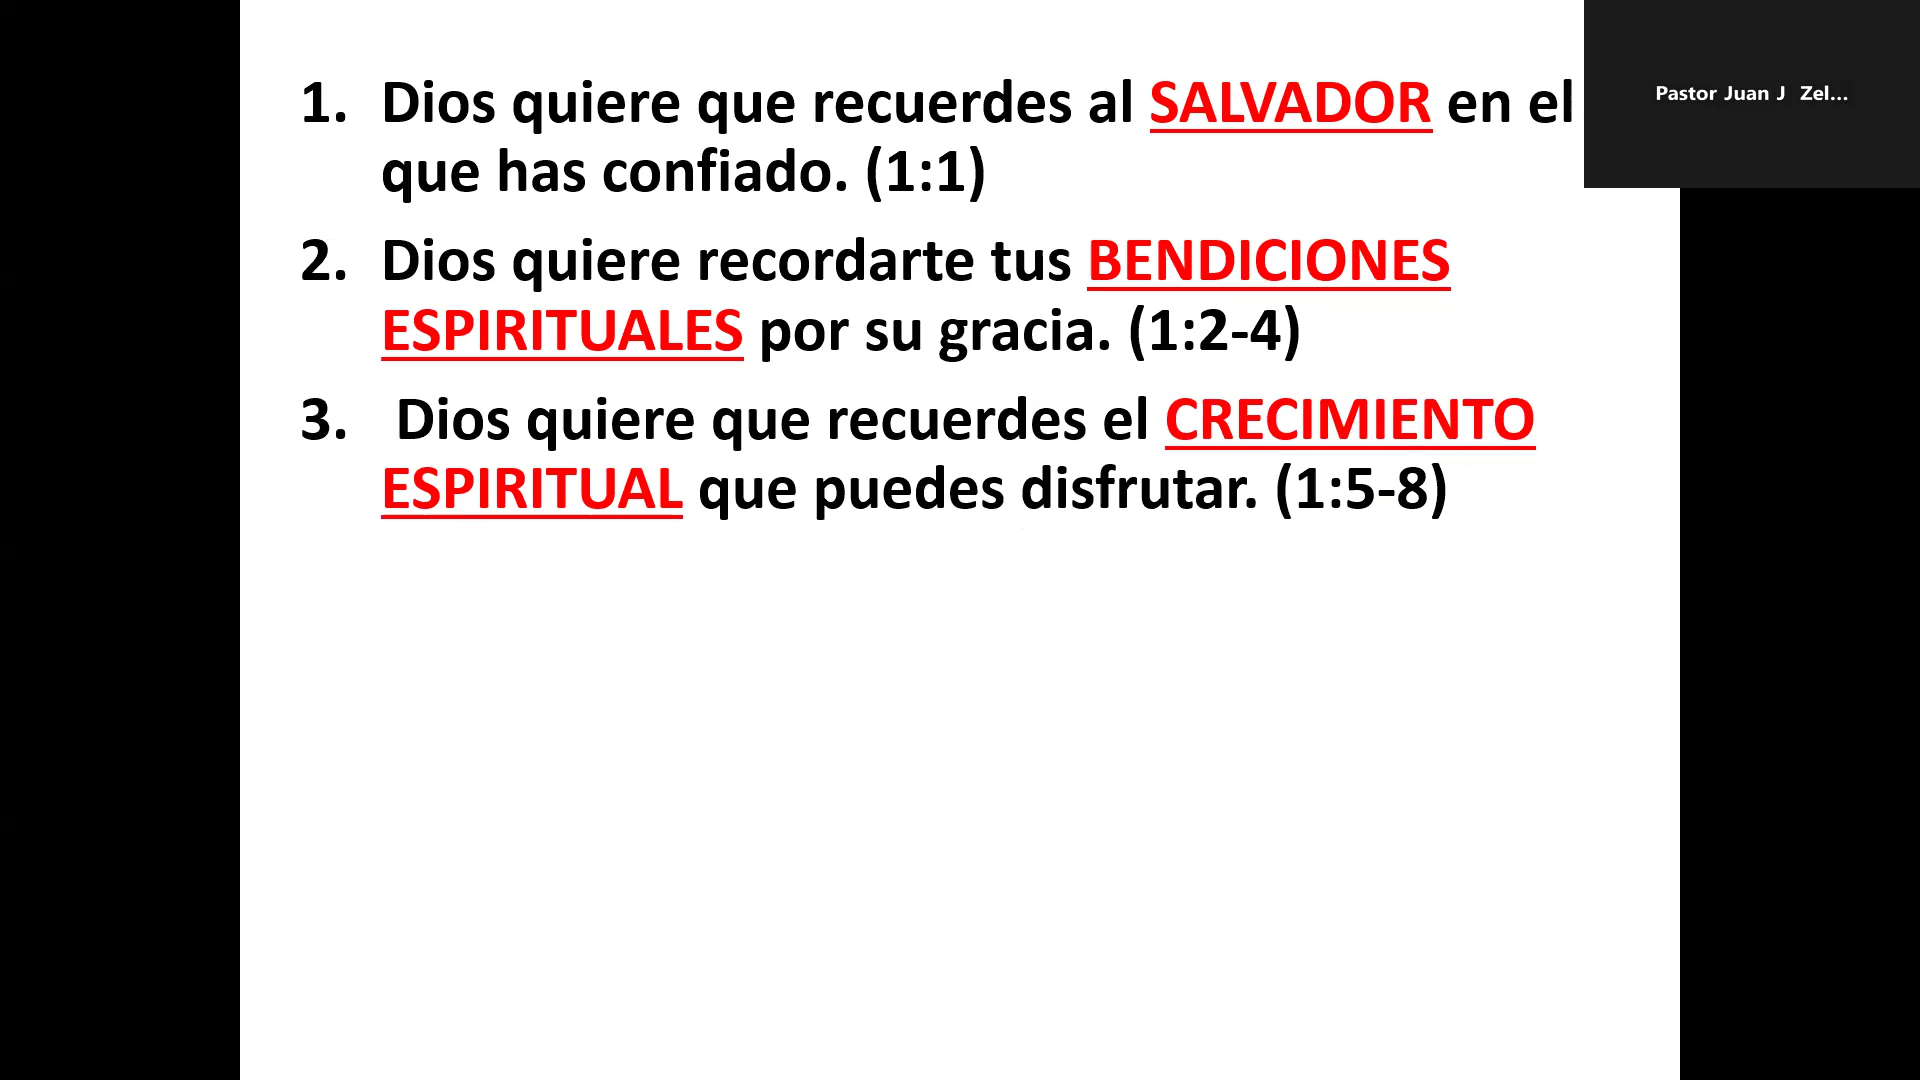 1. Dios quiere que recuerdes al SALVADOR en el
que has confiado. (1:1)
2. Dios quiere recordarte tus BENDICIONES
ESPIRITUALES por su gracia. (1:2-4)
3. Dios quiere que recuerdes el CRECIMIENTO
ESPIRITUAL que puedes disfrutar. (1:5-8)
Pastor Juan J Zel...